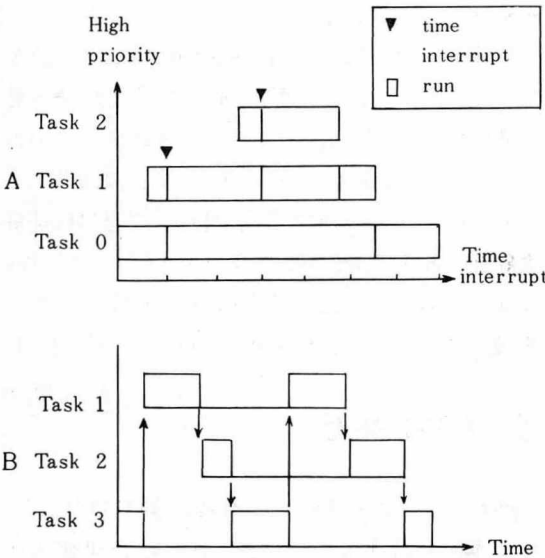 High
priority
▼ time
interrupt
run
Task 2
A Task 1
Task 0
Time
interrupt
Task 1
B Task 2
Task 3
Time